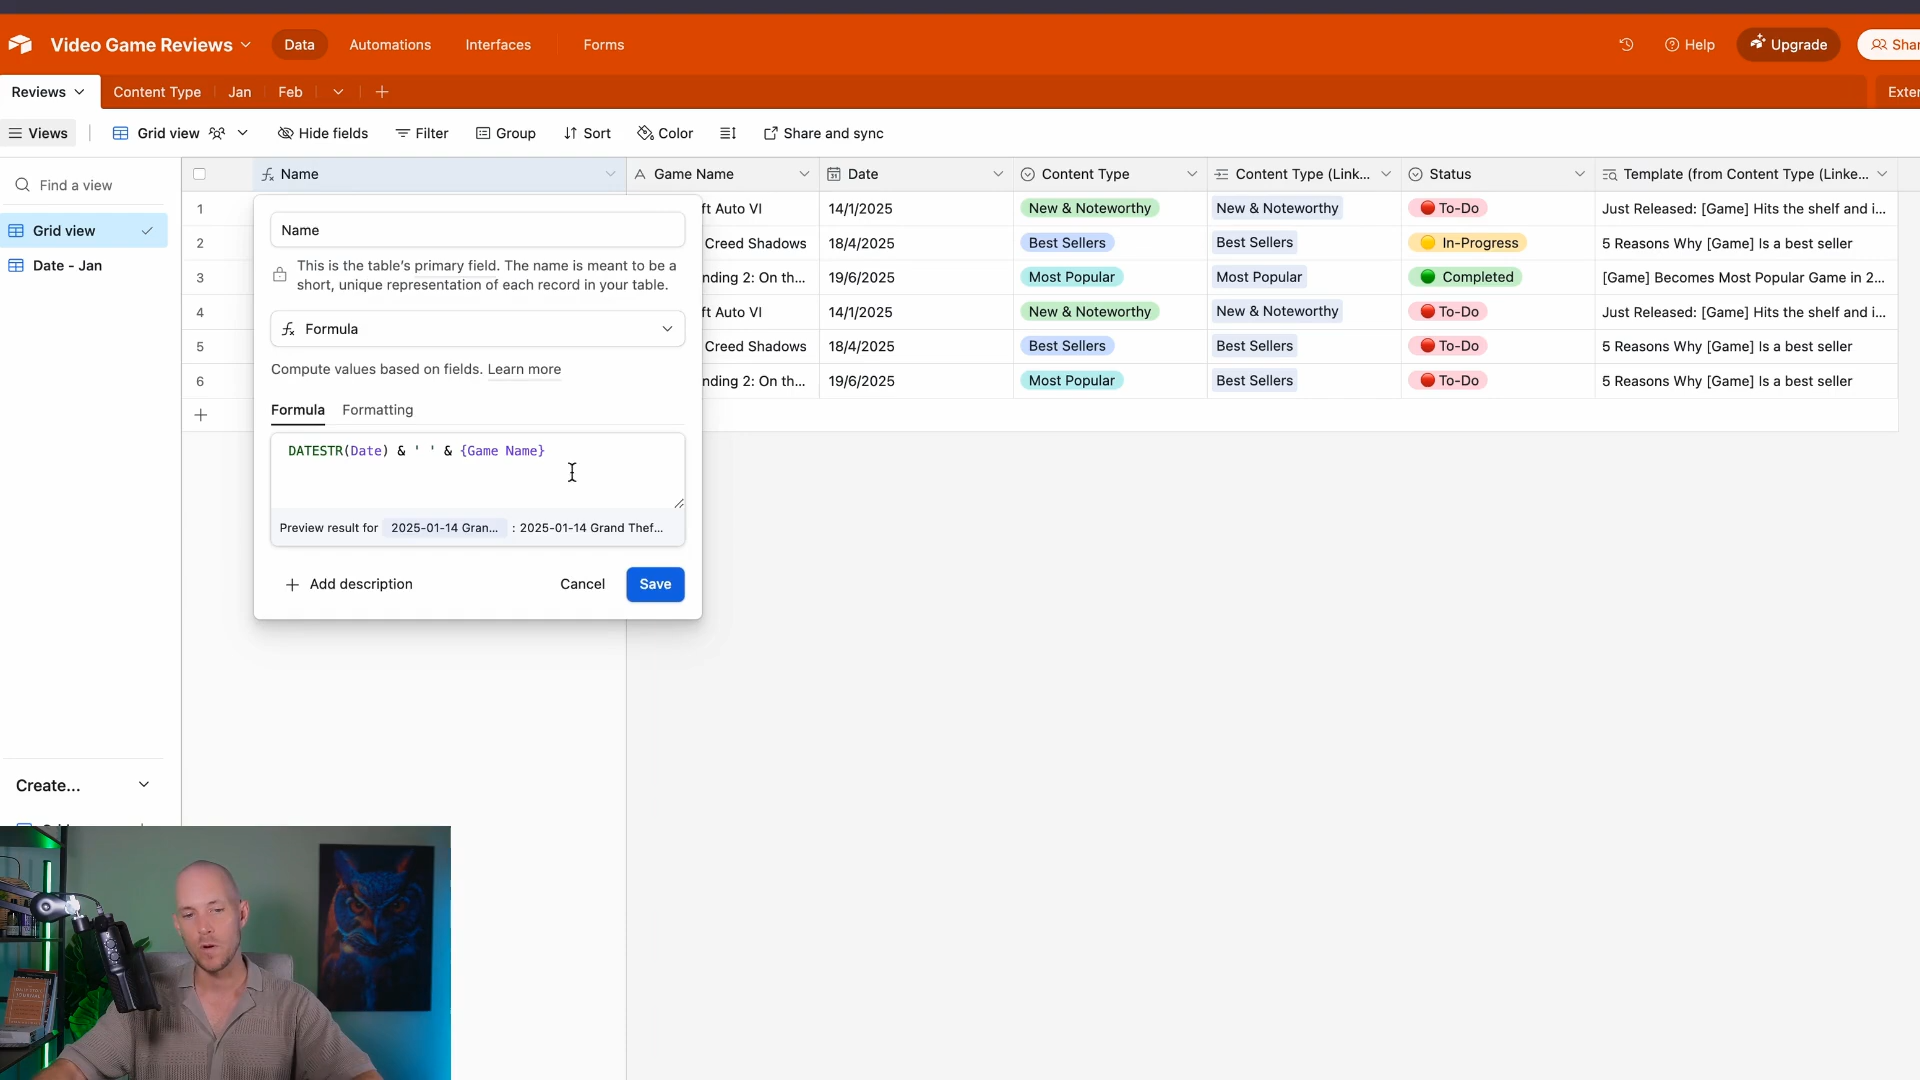 Video Game Reviews
Data
Automations
Interfaces
Forms
Help
Upgrade
Reviews
Content Type
Jan
Feb
Views
Grid view
Hide fields
Filter
Group
Sort
Color
Share and sync
Find a view
Grid view
Date - Jan
Create...
Name
Game Name
Date
Content Type
Content Type (Link...
Status
Template (from Content Type (Linke...
1
ft Auto VI
14/1/2025
New & Noteworthy
New & Noteworthy
To-Do
Just Released: [Game] Hits the shelf and i...
2
Creed Shadows
18/4/2025
Best Sellers
Best Sellers
In-Progress
5 Reasons Why [Game] Is a best seller
3
nding 2: On th...
19/6/2025
Most Popular
Most Popular
Completed
[Game] Becomes Most Popular Game in 2...
4
ft Auto VI
14/1/2025
New & Noteworthy
New & Noteworthy
To-Do
Just Released: [Game] Hits the shelf and i...
5
Creed Shadows
18/4/2025
Best Sellers
Best Sellers
To-Do
5 Reasons Why [Game] Is a best seller
6
nding 2: On th...
19/6/2025
Most Popular
Best Sellers
To-Do
5 Reasons Why [Game] Is a best seller
Name
This is the table's primary field. The name is meant to be a
short, unique representation of each record in your table.
Formula
Compute values based on fields. Learn more
Formula
Formatting
DATESTR(Date) & ' ' & {Game Name}
Preview result for 2025-01-14 Gran... : 2025-01-14 Grand Thef...
Add description
Cancel
Save
JOURNAL